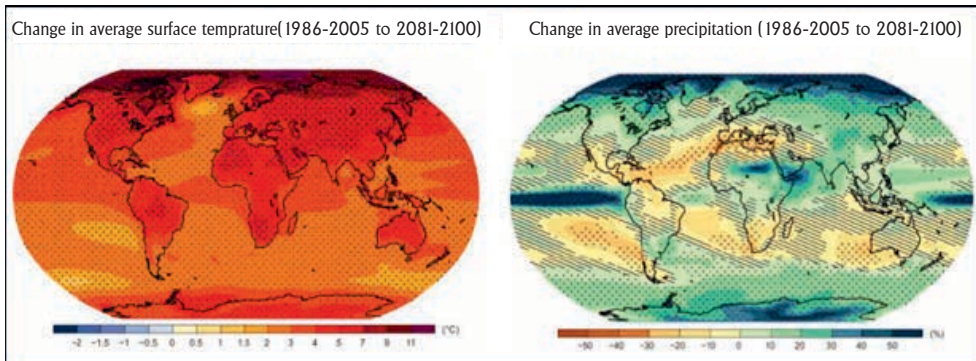 Change in average surface temprature(1986-2005 to 2081-2100)
Change in average precipitation (1986-2005 to 2081-2100)
-2 -1.5 -1 -0.5 0 0.5 1 1.5 2 3 4 5 7 9 11 (°C)
-50 -40 -30 -20 -10 0 10 20 30 40 50 (%)